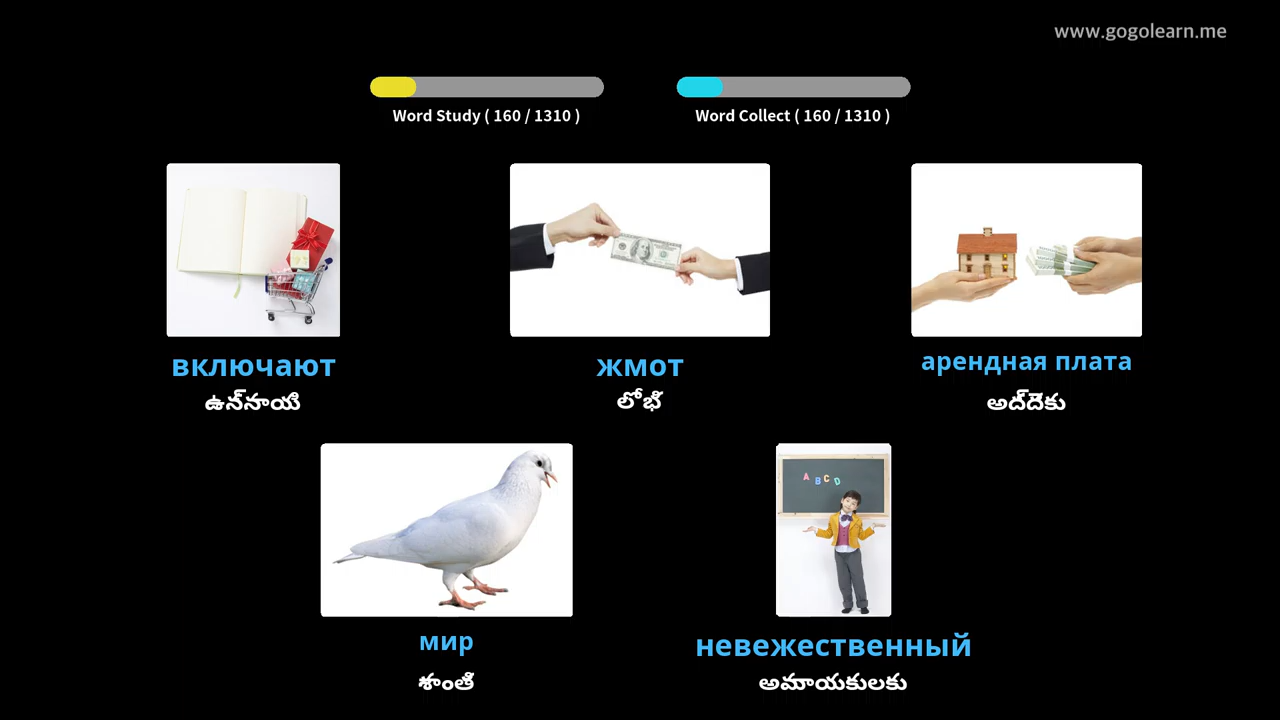 www.gogolearn.me
Word Study ( 160 / 1310 )
Word Collect ( 160 / 1310 )
включают
жмот
арендная плата
ఉన్నాయి
లోభి
అద్దెకు
мир
невежественный
శాంతి
అమాయకులకు
A B C D